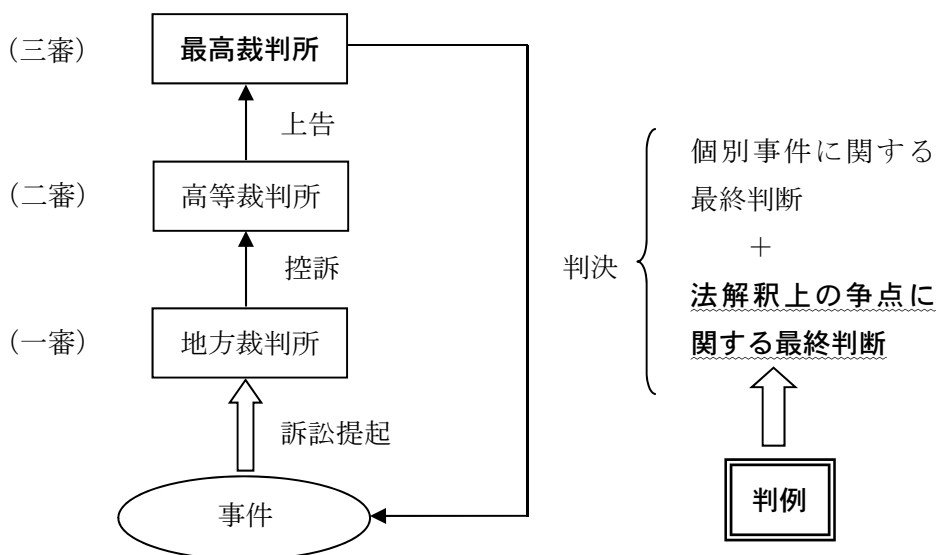 （三審）
最高裁判所
上告
（二審）
高等裁判所
控訴
（一審）
地方裁判所
訴訟提起
事件
判決
個別事件に関する
最終判断
＋
法解釈上の争点に
関する最終判断
判例